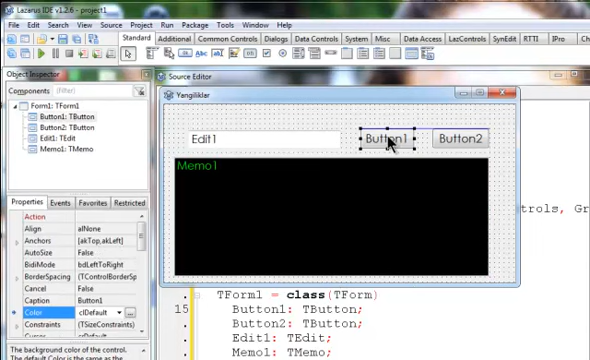 Lazarus IDE v1.2.6 - project1
File Edit Search View Source Project Run Package Tools Window Help
Standard Additional Common Controls Dialogs Data Controls System Misc Data Access LazControls SynEdit RTTI IPro
Object Inspector
Source Editor
Components
Form1: TForm1
Button1: TButton
Button2: TButton
Edit1: TEdit
Memo1: TMemo
Yangiliklar
Edit1
Button1
Button2
Memo1
Properties Events Favorites Restricted
Action
Align alNone
Anchors [akTop,akLeft]
AutoSize False
BidiMode bdLeftToRight
BorderSpacing (TControlBorderSp
Cancel False
Caption Button1
Color clDefault
Constraints (TSizeConstraints)
The background color of the
control. The Default Color is the same as the
ntrols, Gr
TForm1 = class(TForm)
15 Button1: TButton;
Button2: TButton;
Edit1: TEdit;
Memo1: TMemo;